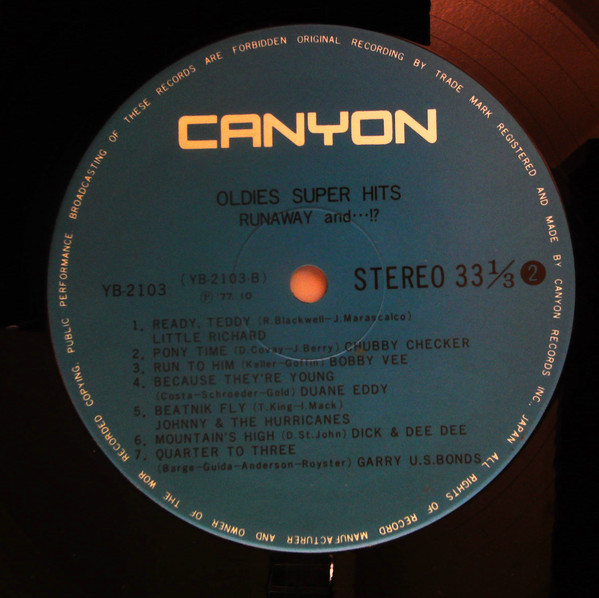 CANYON
OLDIES SUPER HITS
RUNAWAY and…!?
YB-2103 (YB-2103-B) STEREO 33 1/3 2
Ⓟ 77. 10
1. READY, TEDDY (R.Blackwell-J.Marascalco)
LITTLE RICHARD
2. PONY TIME (D.Covay-J.Berry) CHUBBY CHECKER
3. RUN TO HIM (Keller-Goffin) BOBBY VEE
4. BECAUSE THEY'RE YOUNG
(Costa-Schroeder-Gold) DUANE EDDY
5. BEATNIK FLY (T.King-I.Mack)
JOHNNY & THE HURRICANES
6. MOUNTAIN'S HIGH (D.St.John) DICK & DEE DEE
7. QUARTER TO THREE
(Barge-Guida-Anderson-Royster) GARRY U.S.BONDS
ALL RIGHTS OF RECORD MANUFACTURER AND OWNER OF THE WOR RECORDED COPYING, PUBLIC PERFORMANCE BROADCASTING OF THESE RECORDS ARE FORBIDDEN ORIGINAL RECORDING BY TRADE MARK REGISTERED AND MADE BY CANYON RECORDS INC. JAPAN